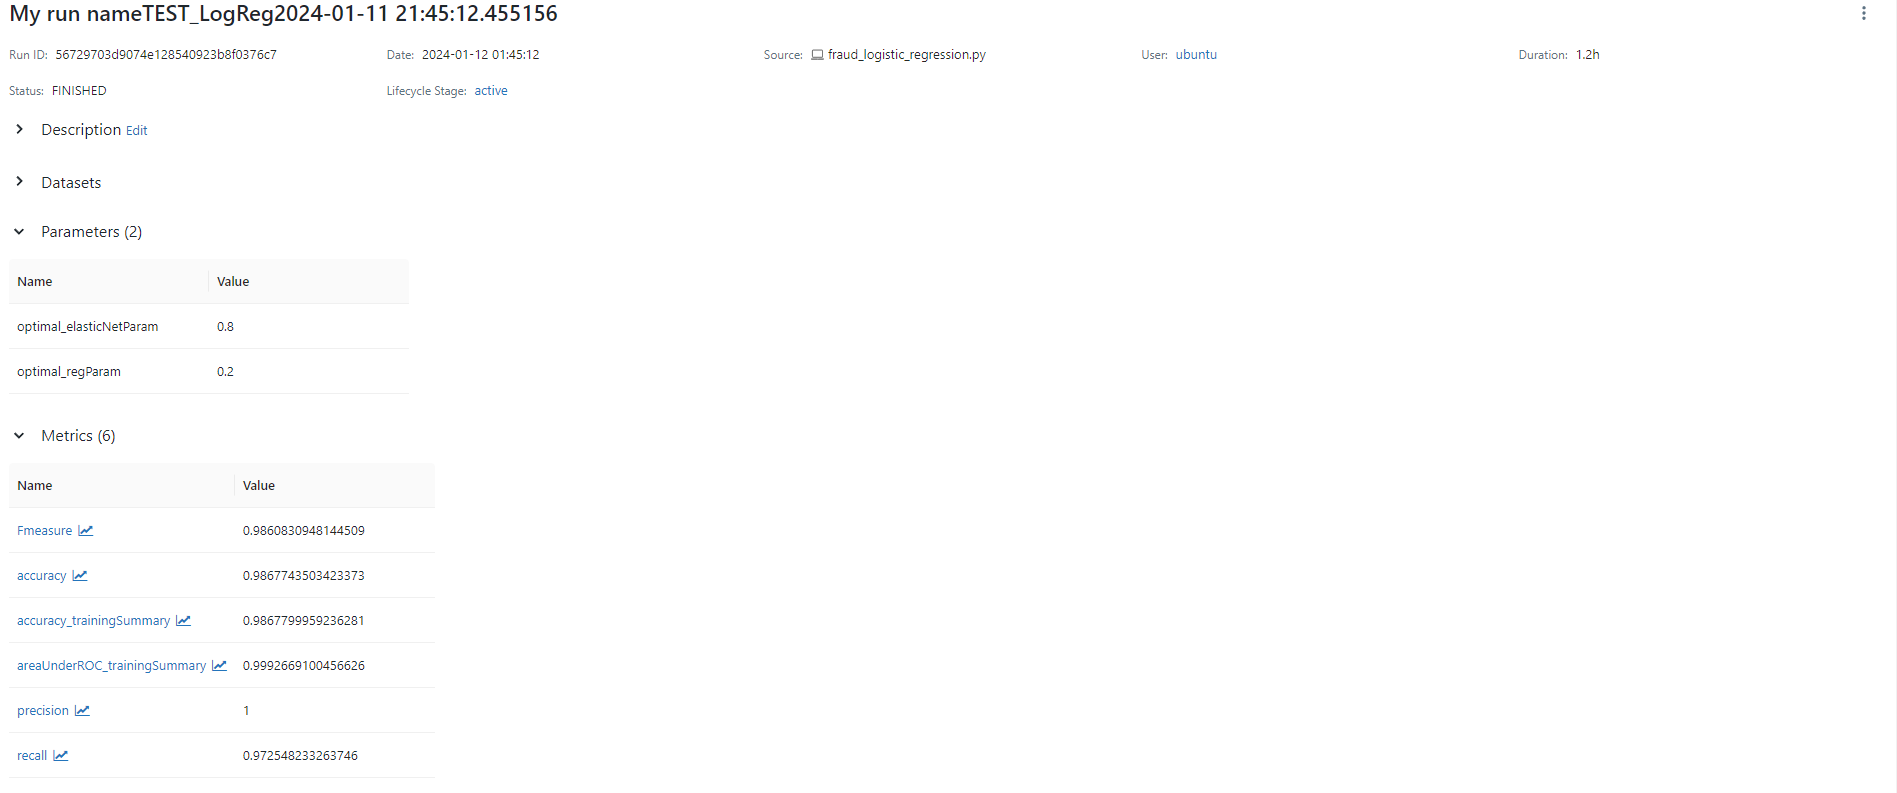 My run nameTEST_LogReg2024-01-11 21:45:12.455156
Run ID: 56729703d9074e128540923b8f0376c7 Date: 2024-01-12 01:45:12 Source: fraud_logistic_regression.py User: ubuntu Duration: 1.2h
Status: FINISHED Lifecycle Stage: active
Description Edit
Datasets
Parameters (2)
Name Value
optimal_elasticNetParam 0.8
optimal_regParam 0.2
Metrics (6)
Name Value
Fmeasure 0.9860830948144509
accuracy 0.9867743503423373
accuracy_trainingSummary 0.9867799959236281
areaUnderROC_trainingSummary 0.9992669100456626
precision 1
recall 0.972548233263746